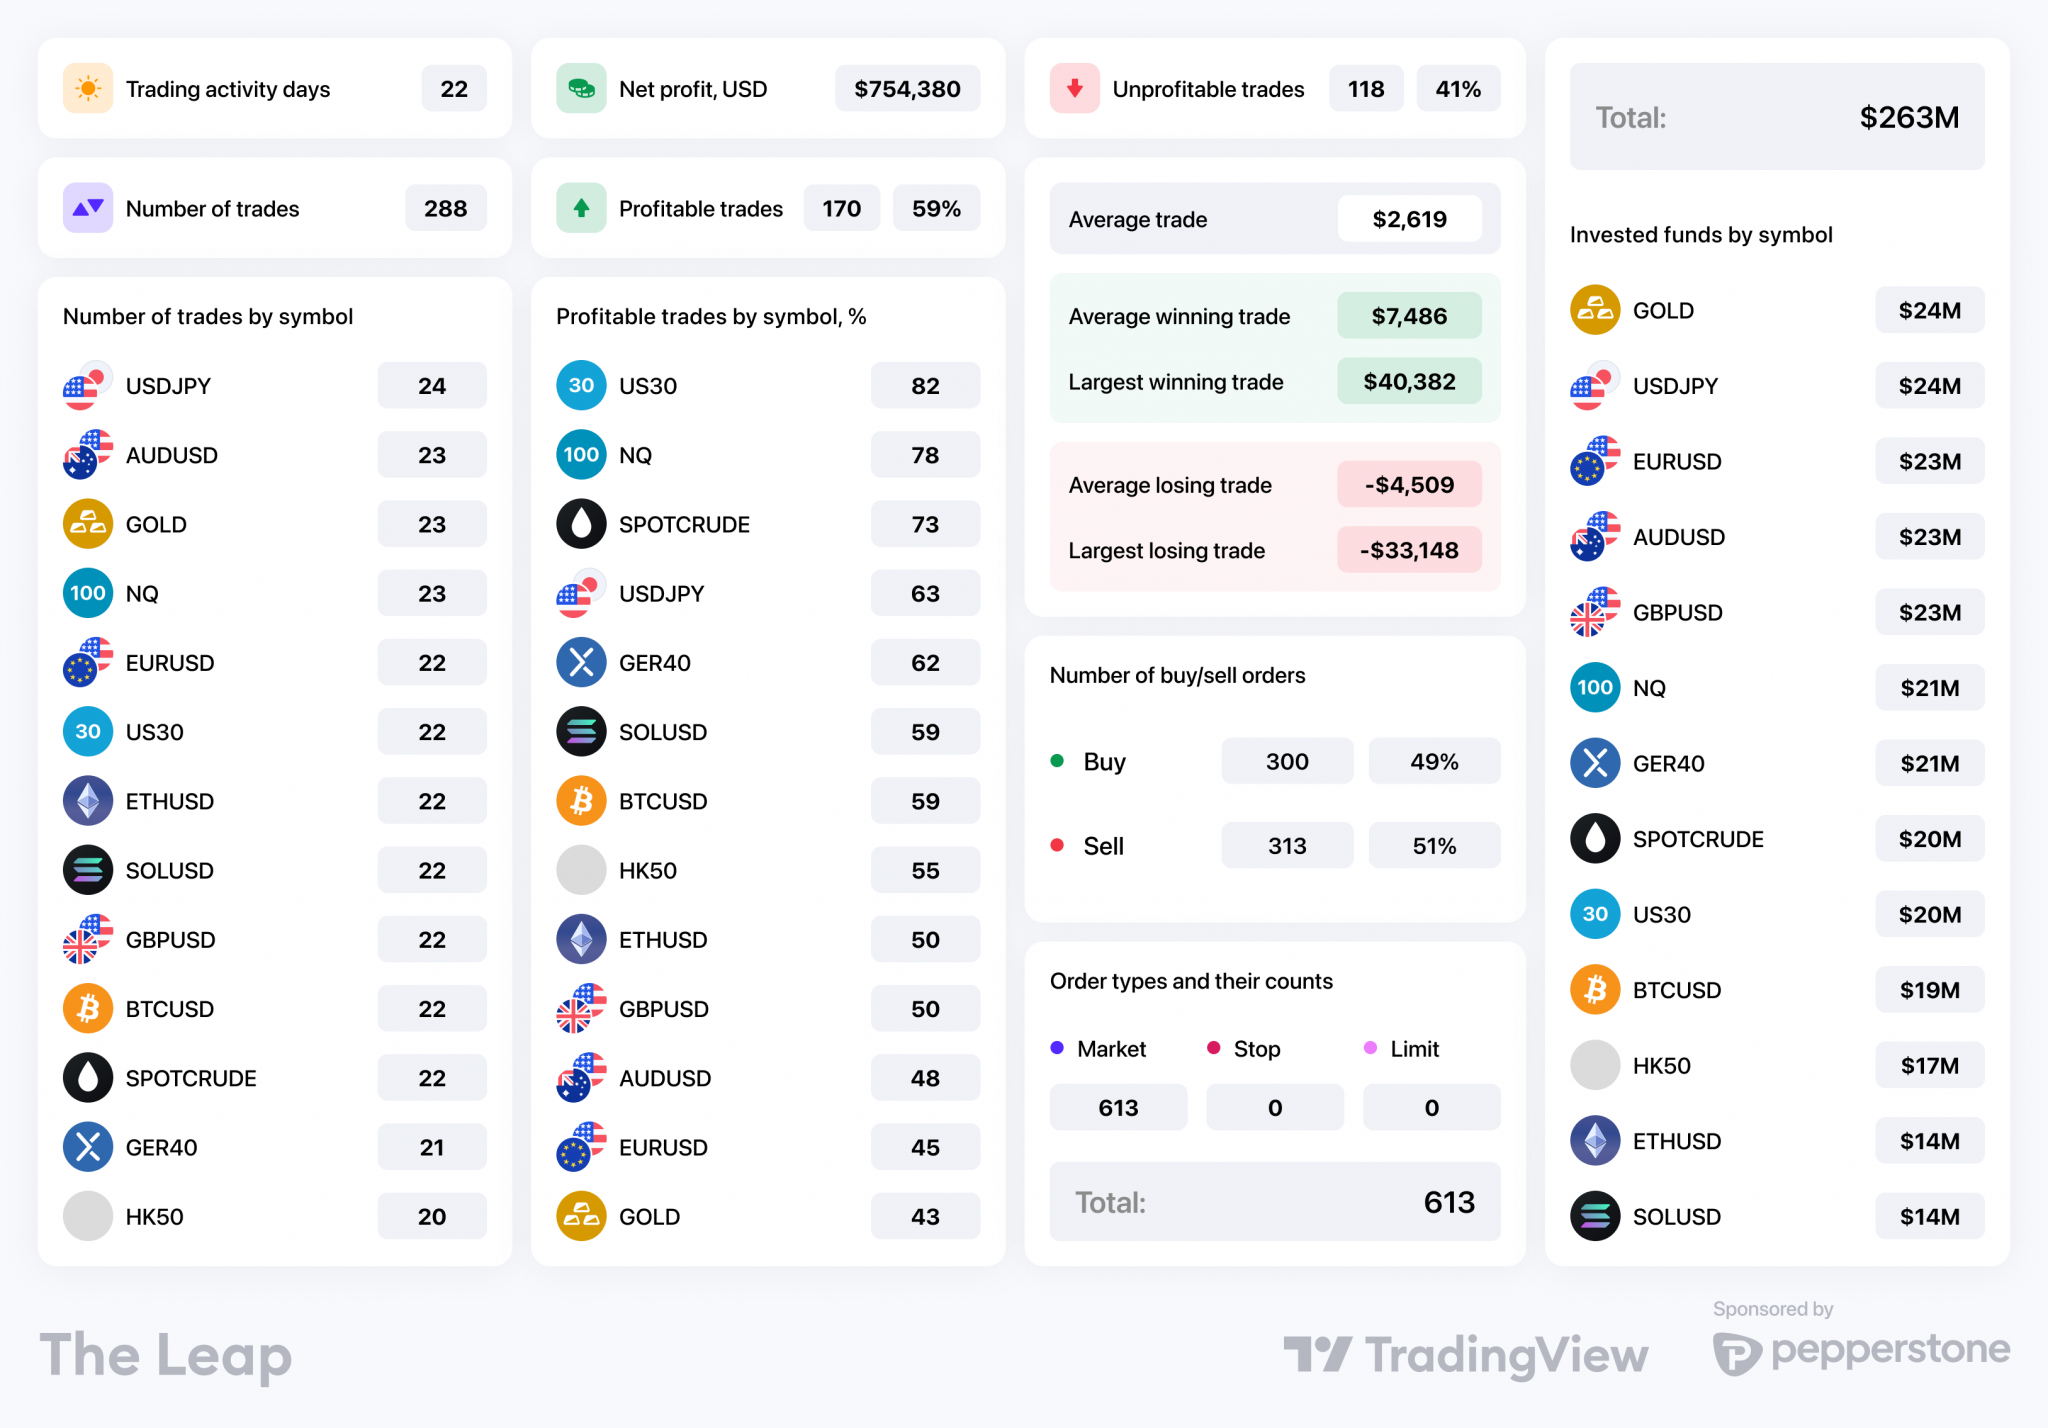 Trading activity days 22
Number of trades 288
Number of trades by symbol
USDJPY 24
AUDUSD 23
GOLD 23
100 NQ 23
EURUSD 22
30 US30 22
ETHUSD 22
SOLUSD 22
GBPUSD 22
BTCUSD 22
SPOTCRUDE 22
GER40 21
HK50 20
Net profit, USD $754,380
Profitable trades 170 59%
Profitable trades by symbol, %
30 US30 82
100 NQ 78
SPOTCRUDE 73
USDJPY 63
GER40 62
SOLUSD 59
BTCUSD 59
HK50 55
ETHUSD 50
GBPUSD 50
AUDUSD 48
EURUSD 45
GOLD 43
Unprofitable trades 118 41%
Average trade $2,619
Average winning trade $7,486
Largest winning trade $40,382
Average losing trade -$4,509
Largest losing trade -$33,148
Number of buy/sell orders
Buy 300 49%
Sell 313 51%
Order types and their counts
Market Stop Limit
613 0 0
Total: 613
Total: $263M
Invested funds by symbol
GOLD $24M
USDJPY $24M
EURUSD $23M
AUDUSD $23M
GBPUSD $23M
100 NQ $21M
GER40 $21M
SPOTCRUDE $20M
30 US30 $20M
BTCUSD $19M
HK50 $17M
ETHUSD $14M
SOLUSD $14M
The Leap
TradingView
Sponsored by
pepperstone